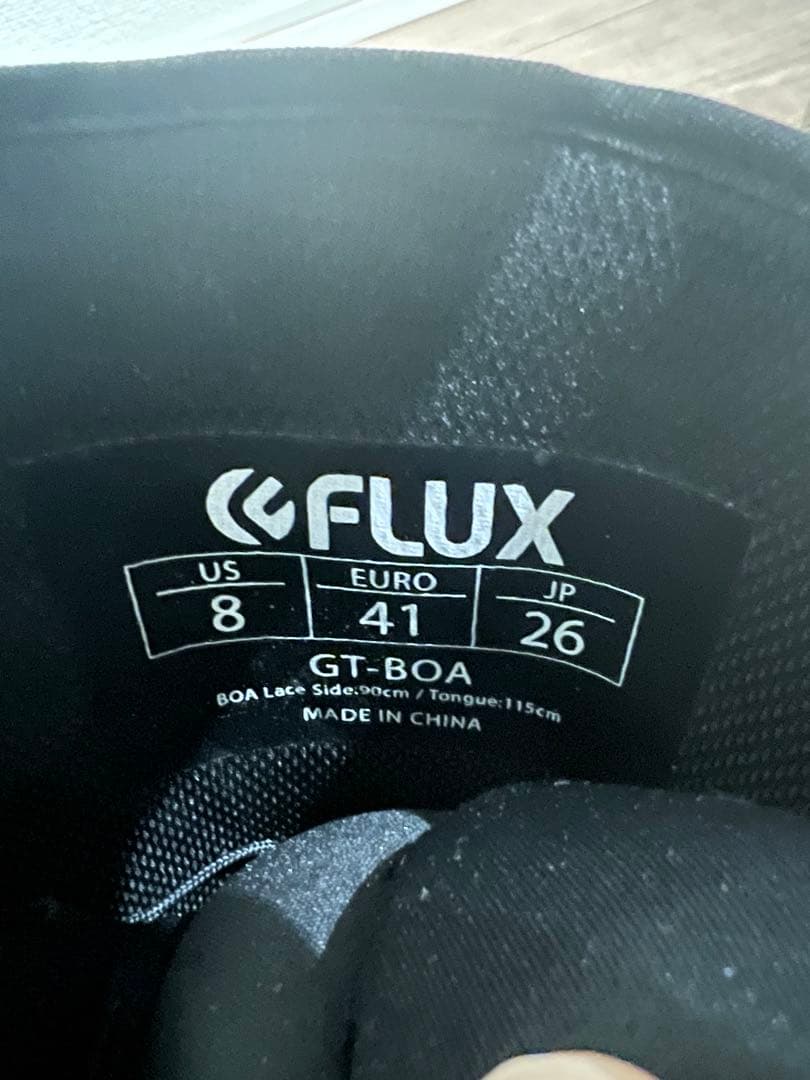 FLUX
US EURO JP
8 41 26
GT-BOA
BOA Lace Side:90cm / Tongue:115cm
MADE IN CHINA